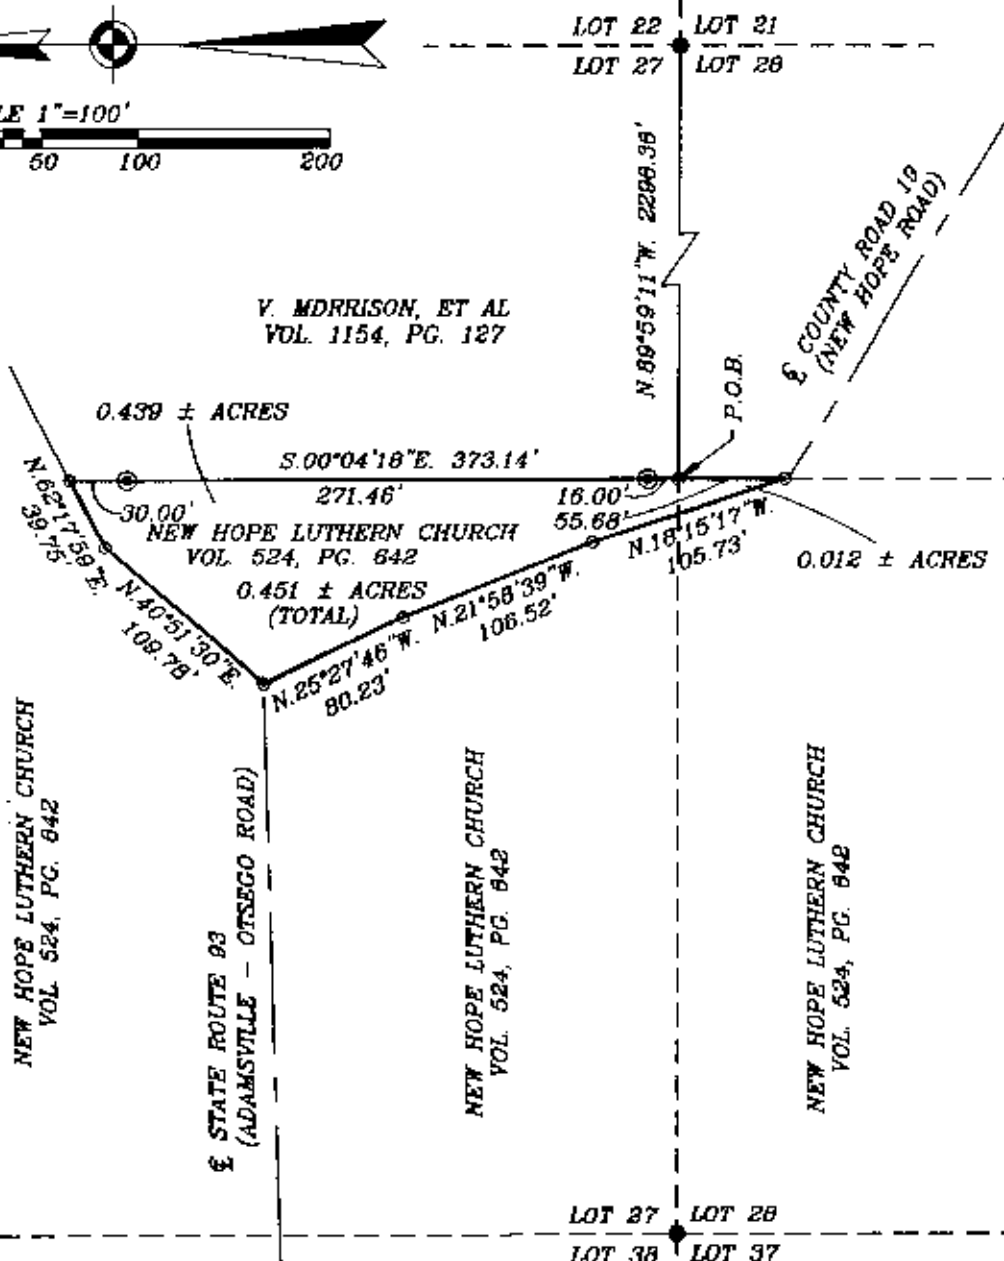 LOT 22 LOT 21
LOT 27 LOT 28
LE 1"=100'
50 100 200
N.89°59'11"W. 2298.38'
℄ COUNTY ROAD 19
(NEW HOPE ROAD)
V. MORRISON, ET AL
VOL. 1154, PG. 127
P.O.B.
0.439 ± ACRES
S.00°04'18"E. 373.14'
271.46'
30.00'
16.00'
55.68'
N.62°17'59"E.
39.75'
NEW HOPE LUTHERN CHURCH
VOL 524, PG. 642
0.451 ± ACRES
(TOTAL)
N.18°15'17"W.
105.73'
0.012 ± ACRES
N.40°51'30"E.
109.78'
N.21°58'39"W.
106.52'
N.25°27'46"W.
80.23'
NEW HOPE LUTHERN CHURCH
VOL. 524, PG. 642
℄ STATE ROUTE 93
(ADAMSVILLE - OTSEGO ROAD)
NEW HOPE LUTHERN CHURCH
VOL. 524, PG. 642
NEW HOPE LUTHERN CHURCH
VOL. 524, PG. 642
LOT 27 LOT 28
LOT 38 LOT 37